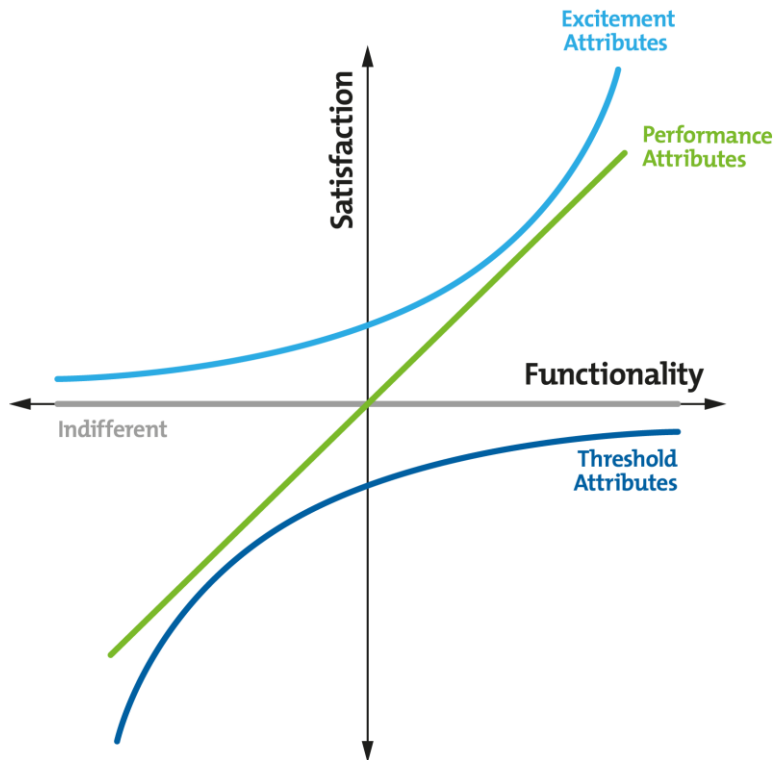 Excitement
Attributes
Performance
Attributes
Satisfaction
Functionality
Indifferent
Threshold
Attributes